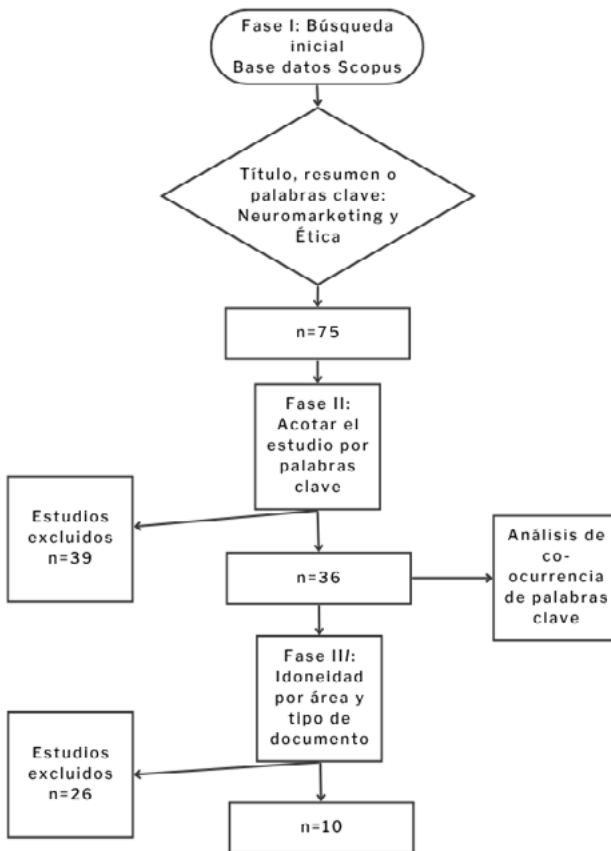 Fase I: Búsqueda
inicial
Base datos Scopus
Título, resumen o
palabras clave:
Neuromarketing y
Ética
n=75
Fase II:
Acotar el
estudio por
palabras
clave
Estudios
excluidos
n=39
n=36
Análisis de
co-
ocurrencia
de palabras
clave
Fase III:
Idoneidad
por área y
tipo de
documento
Estudios
excluidos
n=26
n=10